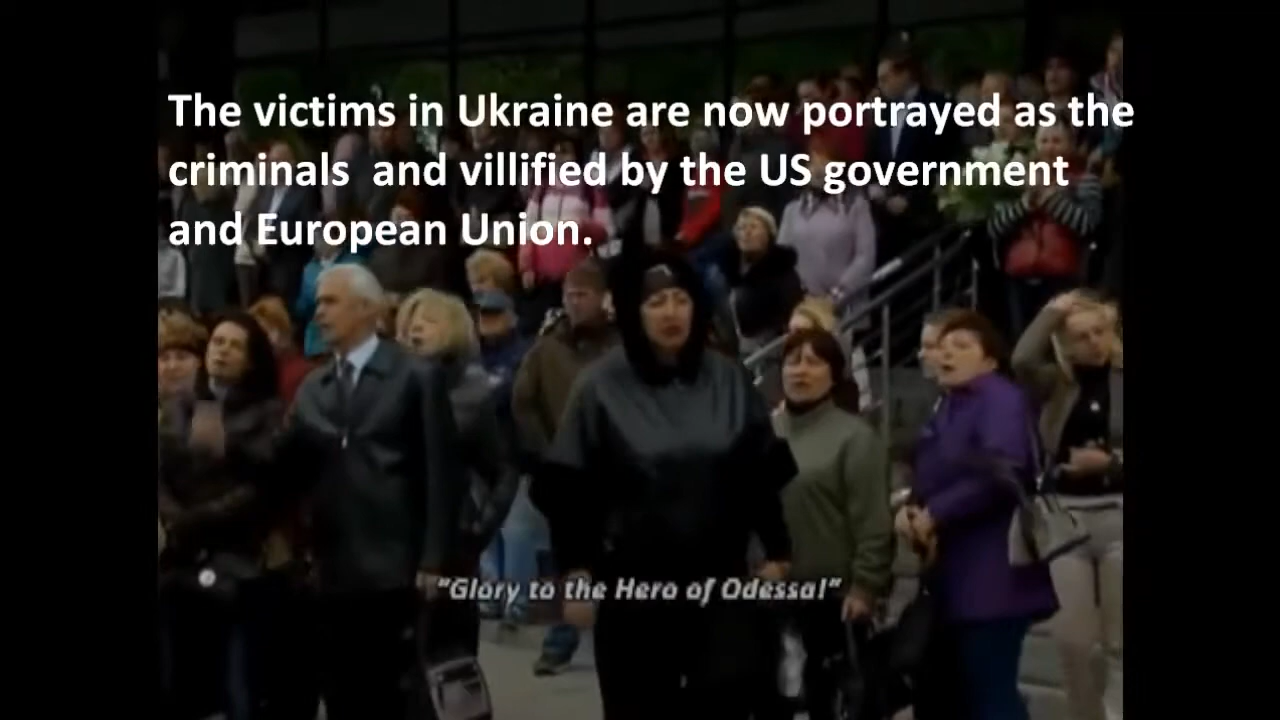 The victims in Ukraine are now portrayed as the
criminals  and villified by the US government
and European Union.
"Glory to the Hero of Odessa!"